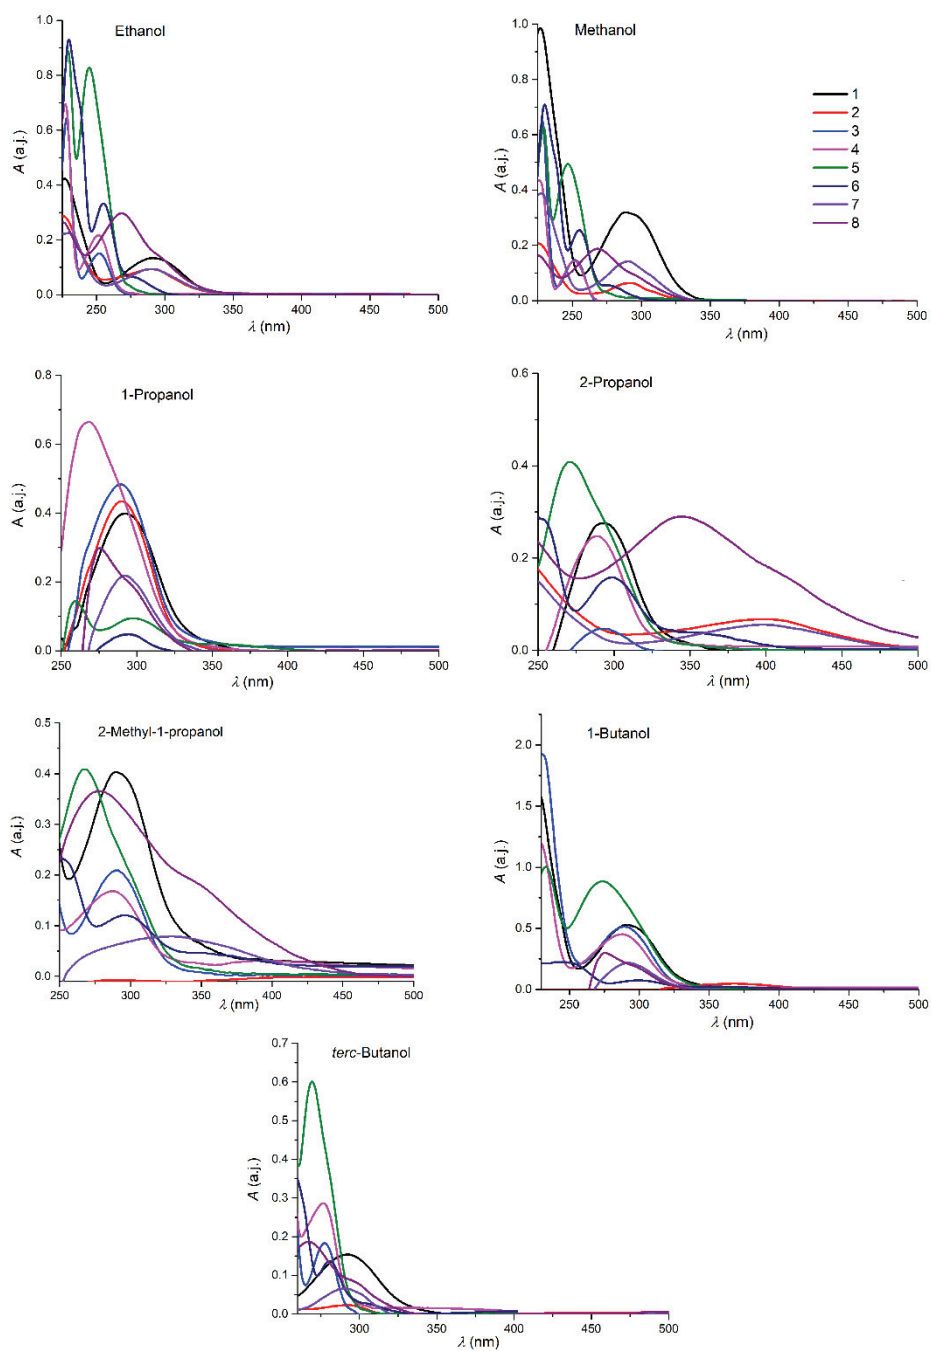 Ethanol
1.0
0.8
0.6
0.4
0.2
0.0
A (a.j.)
250 300 350 400 450 500
λ (nm)
Methanol
1.0
0.8
0.6
0.4
0.2
0.0
A (a.j.)
250 300 350 400 450 500
λ (nm)
1
2
3
4
5
6
7
8
1-Propanol
0.8
0.6
0.4
0.2
0.0
A (a.j.)
250 300 350 400 450 500
λ (nm)
2-Propanol
0.6
0.4
0.2
0.0
A (a.j.)
250 300 350 400 450 500
λ (nm)
2-Methyl-1-propanol
0.5
0.4
0.3
0.2
0.1
0.0
A (a.j.)
250 300 350 400 450 500
λ (nm)
1-Butanol
2.0
1.5
1.0
0.5
0.0
A (a.j.)
250 300 350 400 450 500
λ (nm)
terc-Butanol
0.7
0.6
0.5
0.4
0.3
0.2
0.1
0.0
A (a.j.)
300 350 400 450 500
λ (nm)